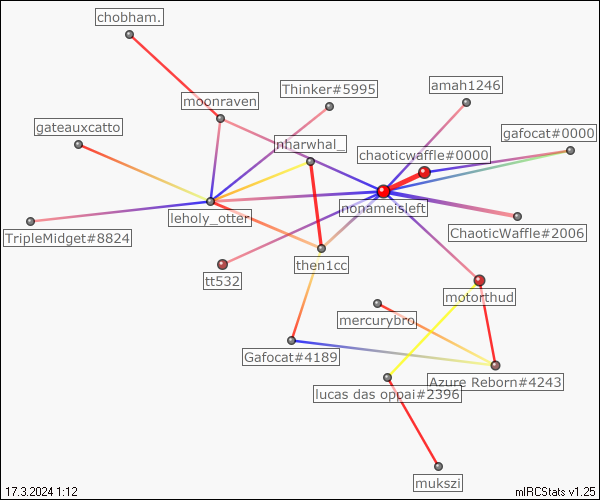 chobham.
Thinker#5995
amah1246
moonraven
gateauxcatto
gafocat#0000
nharwhal_
chaoticwaffle#0000
nonameisleft
leholy_otter
TripleMidget#8824
ChaoticWaffle#2006
then1cc
tt532
motorthud
mercurybro
Gafocat#4189
Azure Reborn#4243
lucas das oppai#2396
mukszi
17.3.2024 1:12
mIRCStats v1.25